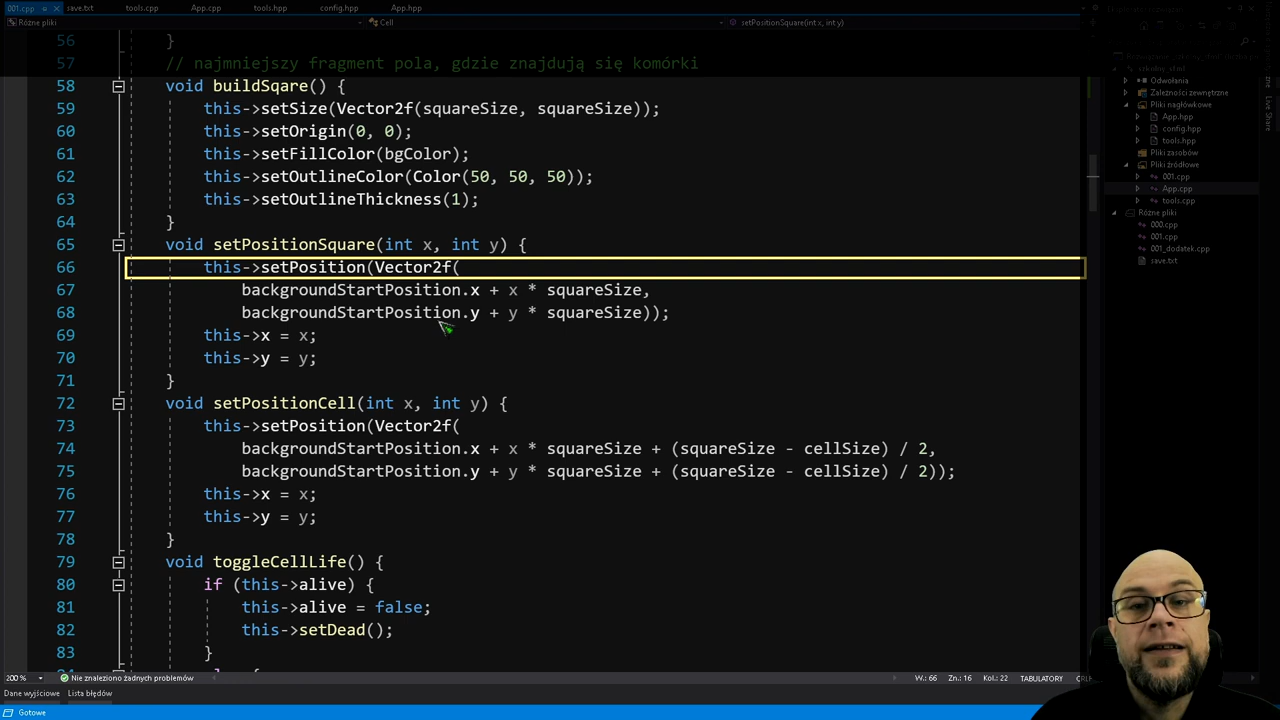 001.cpp save.txt tools.cpp App.cpp tools.hpp config.hpp App.hpp
Różne pliki Cell setPositionSquare(int x, int y)
56 }
57 // najmniejszy fragment pola, gdzie znajdują się komórki
58 void buildSqare() {
59 this->setSize(Vector2f(squareSize, squareSize));
60 this->setOrigin(0, 0);
61 this->setFillColor(bgColor);
62 this->setOutlineColor(Color(50, 50, 50));
63 this->setOutlineThickness(1);
64 }
65 void setPositionSquare(int x, int y) {
66 this->setPosition(Vector2f(
67 backgroundStartPosition.x + x * squareSize,
68 backgroundStartPosition.y + y * squareSize));
69 this->x = x;
70 this->y = y;
71 }
72 void setPositionCell(int x, int y) {
73 this->setPosition(Vector2f(
74 backgroundStartPosition.x + x * squareSize + (squareSize - cellSize) / 2,
75 backgroundStartPosition.y + y * squareSize + (squareSize - cellSize) / 2));
76 this->x = x;
77 this->y = y;
78 }
79 void toggleCellLife() {
80 if (this->alive) {
81 this->alive = false;
82 this->setDead();
83 }
Odwołania
Zależności zewnętrzne
Pliki nagłówkowe
App.hpp
config.hpp
tools.hpp
Pliki zasobów
Pliki źródłowe
001.cpp
App.cpp
tools.cpp
Różne pliki
000.cpp
001.cpp
001_dodatek.cpp
save.txt
Live Share
200 % Nie znaleziono żadnych problemów W.: 66 Zn.: 16 Kol.: 22 TABULATORY
Dane wyjściowe Lista błędów
Gotowe